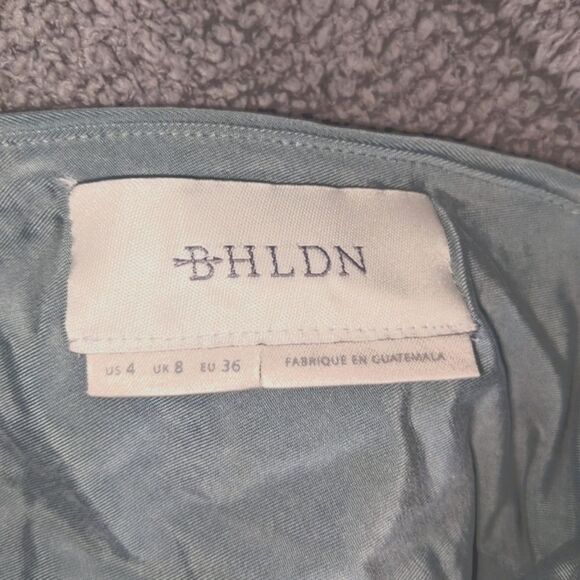 BHLDN
US 4 UK 8 EU 36 FABRIQUE EN GUATEMALA